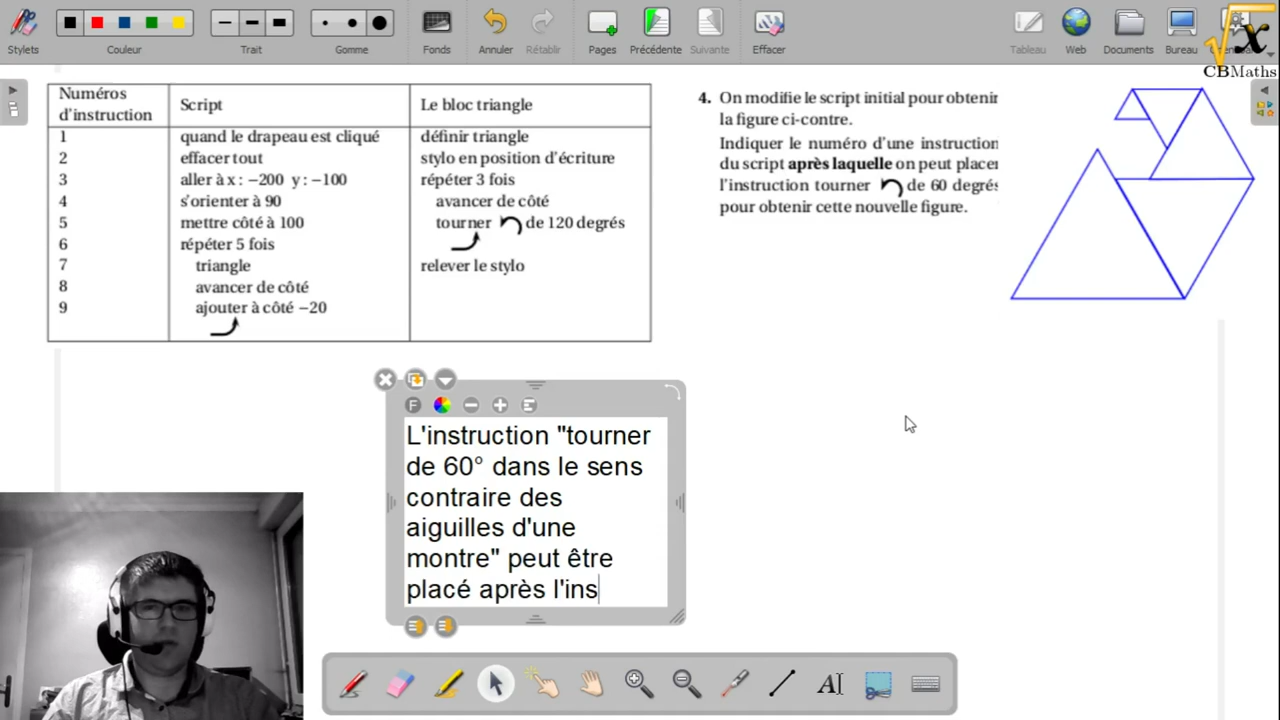 Stylets
Couleur
Trait
Gomme
Fonds
Annuler
Rétablir
Pages
Précédente
Suivante
Effacer
Tableau
Web
Documents
Bureau
CBMaths
Numéros
d'instruction
Script
Le bloc triangle
1 quand le drapeau est cliqué définir triangle
2 effacer tout stylo en position d'écriture
3 aller à x : −200 y : −100 répéter 3 fois
4 s'orienter à 90 avancer de côté
5 mettre côté à 100 tourner de 120 degrés
6 répéter 5 fois
7 triangle relever le stylo
8 avancer de côté
9 ajouter à côté −20
4. On modifie le script initial pour obtenir
la figure ci-contre.
Indiquer le numéro d'une instruction
du script après laquelle on peut placer
l'instruction tourner de 60 degrés
pour obtenir cette nouvelle figure.
F
L'instruction "tourner
de 60° dans le sens
contraire des
aiguilles d'une
montre" peut être
placé après l'ins